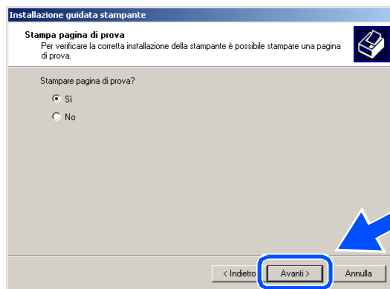 Installazione guidata stampante
Stampa pagina di prova
Per verificare la corretta installazione della stampante è possibile stampare una pagina
di prova.
Stampare pagina di prova?
Sì
No
< Indietro
Avanti >
Annulla